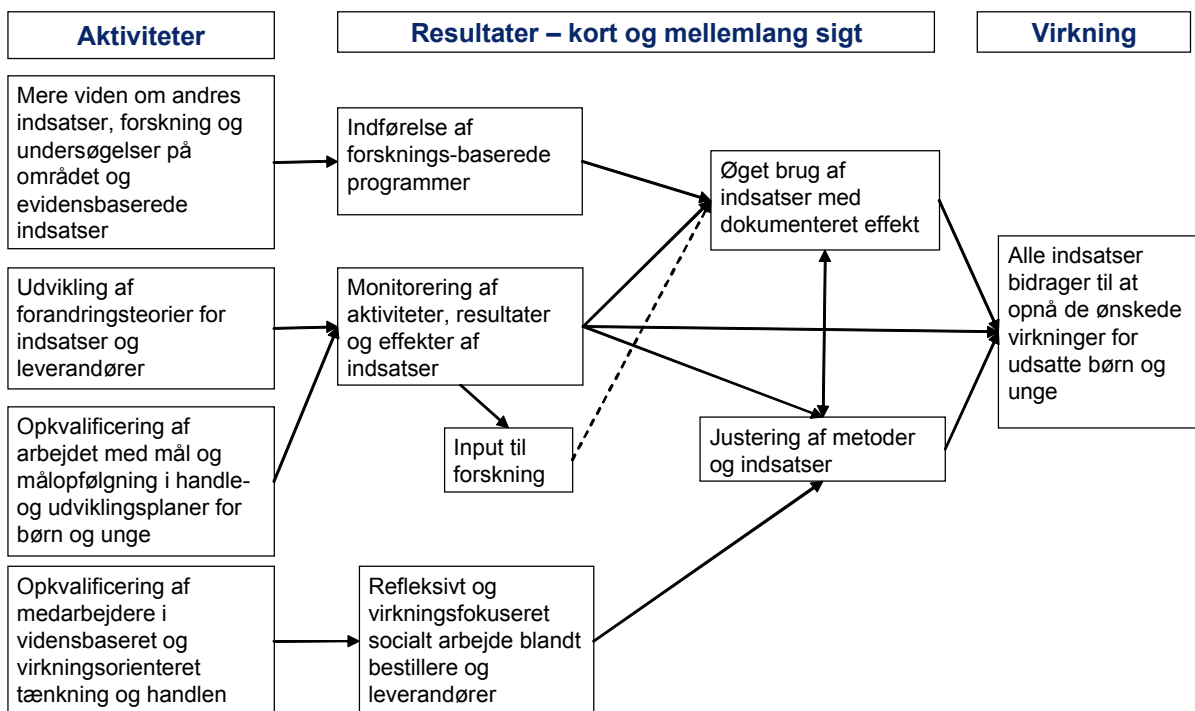 Aktiviteter
Resultater – kort og mellemlang sigt
Virkning
Mere viden om andres
indsatser, forskning og
undersøgelser på
området og
evidensbaserede
indsatser
Indførelse af
forsknings-baserede
programmer
Øget brug af
indsatser med
dokumenteret effekt
Alle indsatser
bidrager til at
opnå de ønskede
virkninger for
udsatte børn og
unge
Udvikling af
forandringsteorier for
indsatser og
leverandører
Monitorering af
aktiviteter, resultater
og effekter af
indsatser
Input til
forskning
Justering af metoder
og indsatser
Opkvalificering af
arbejdet med mål og
målopfølgning i handle-
og udviklingsplaner for
børn og unge
Opkvalificering af
medarbejdere i
vidensbaseret og
virkningsorienteret
tænkning og handlen
Refleksivt og
virkningsfokuseret
socialt arbejde blandt
bestillere og
leverandører